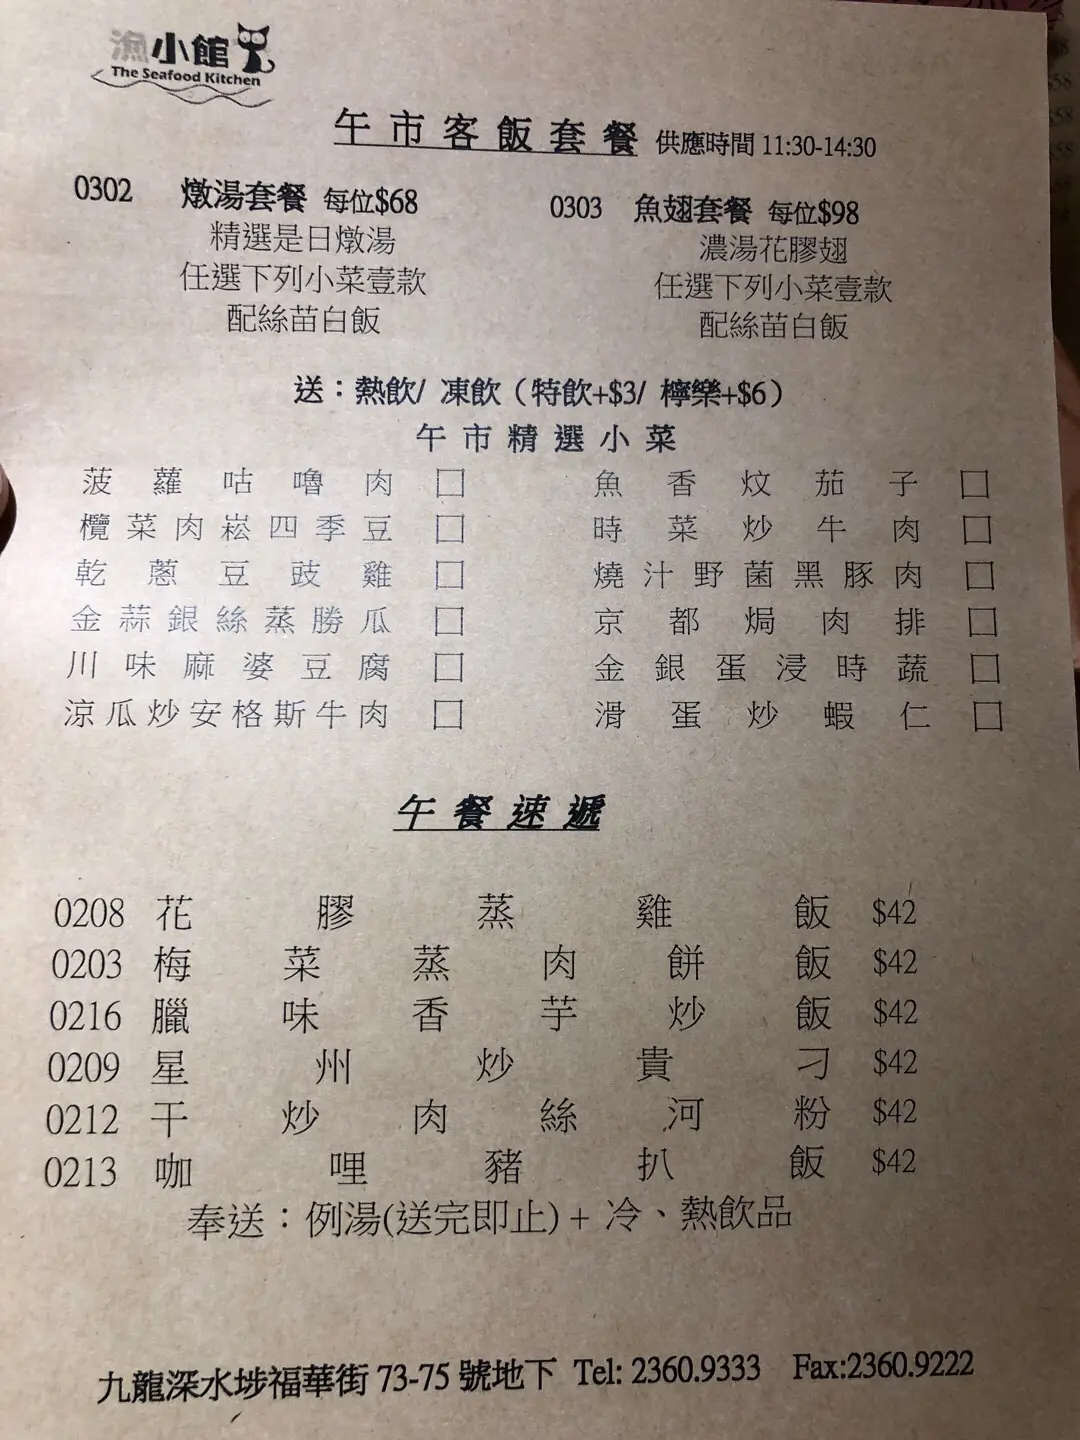 漁小館
The Seafood Kitchen
午市客飯套餐 供應時間 11:30-14:30
0302 燉湯套餐 每位$68
精選是日燉湯
任選下列小菜壹款
配絲苗白飯
0303 魚翅套餐 每位$98
濃湯花膠翅
任選下列小菜壹款
配絲苗白飯
送：熱飲/ 凍飲（特飲+$3/ 檸樂+$6）
午市精選小菜
菠蘿咕嚕肉 □ 魚香炆茄子 □
欖菜肉崧四季豆 □ 時菜炒牛肉 □
乾蔥豆豉雞 □ 燒汁野菌黑豚肉 □
金蒜銀絲蒸勝瓜 □ 京都焗肉排 □
川味麻婆豆腐 □ 金銀蛋浸時蔬 □
涼瓜炒安格斯牛肉 □ 滑蛋炒蝦仁 □
午餐速遞
0208 花膠蒸雞飯 $42
0203 梅菜蒸肉餅飯 $42
0216 臘味香芋炒飯 $42
0209 星州炒貴刁 $42
0212 干炒肉絲河粉 $42
0213 咖哩豬扒飯 $42
奉送：例湯(送完即止) + 冷、熱飲品
九龍深水埗福華街 73-75 號地下 Tel: 2360.9333 Fax:2360.9222